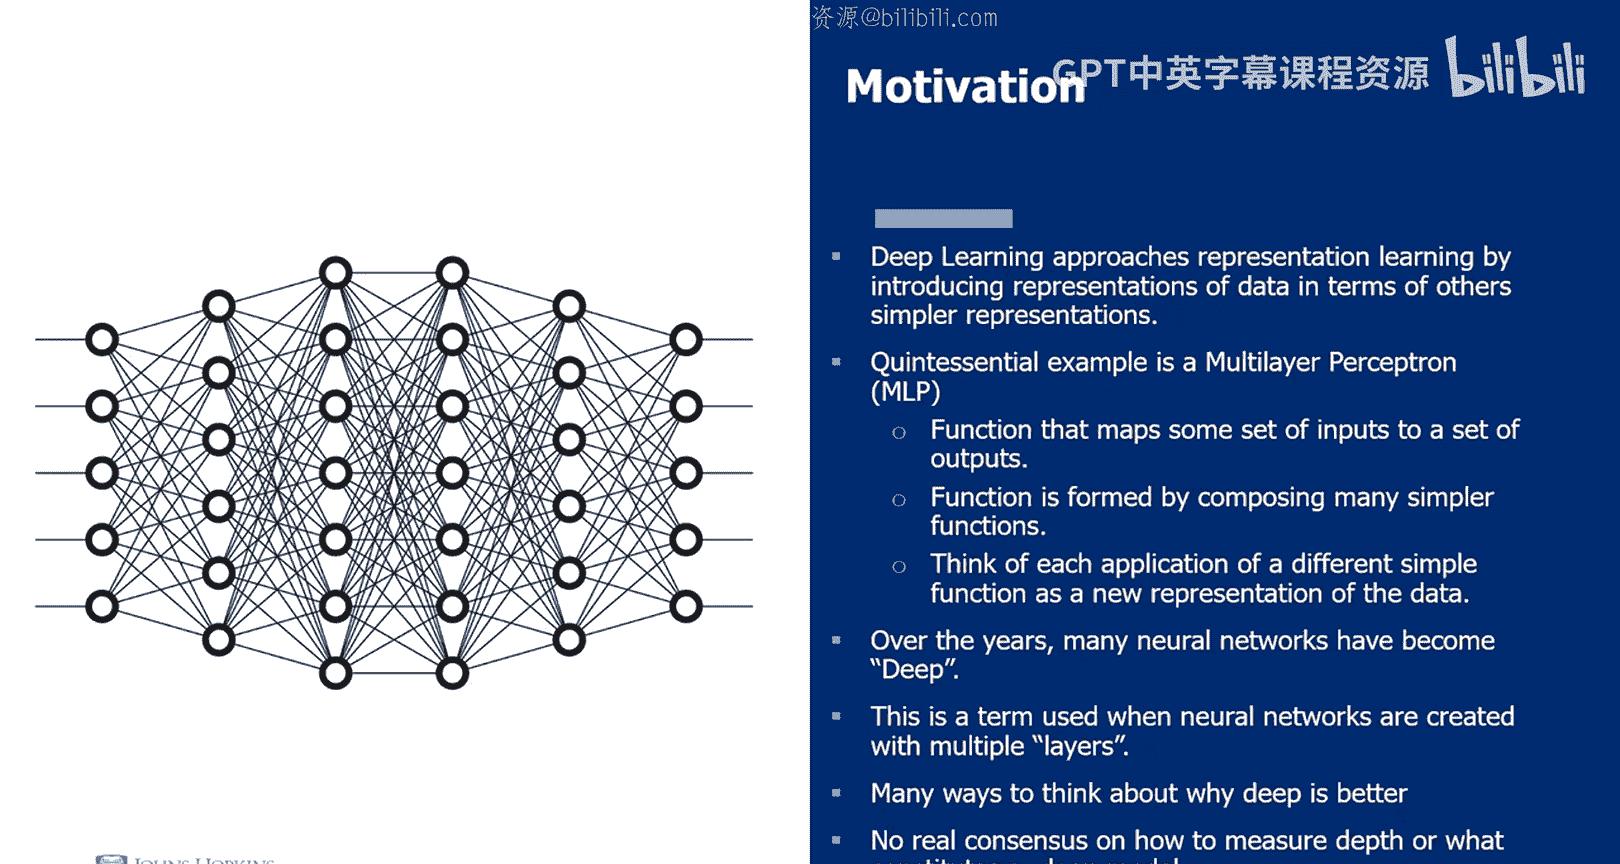 资源@bilibili.com
GPT中英字幕课程资源 bilibili
Motivation
Deep Learning approaches representation learning by
introducing representations of data in terms of others
simpler representations.
Quintessential example is a Multilayer Perceptron
(MLP)
Function that maps some set of inputs to a set of
outputs.
Function is formed by composing many simpler
functions.
Think of each application of a different simple
function as a new representation of the data.
Over the years, many neural networks have become
“Deep”.
This is a term used when neural networks are created
with multiple “layers”.
Many ways to think about why deep is better
No real consensus on how to measure depth or what
JOHNS HOPKINS